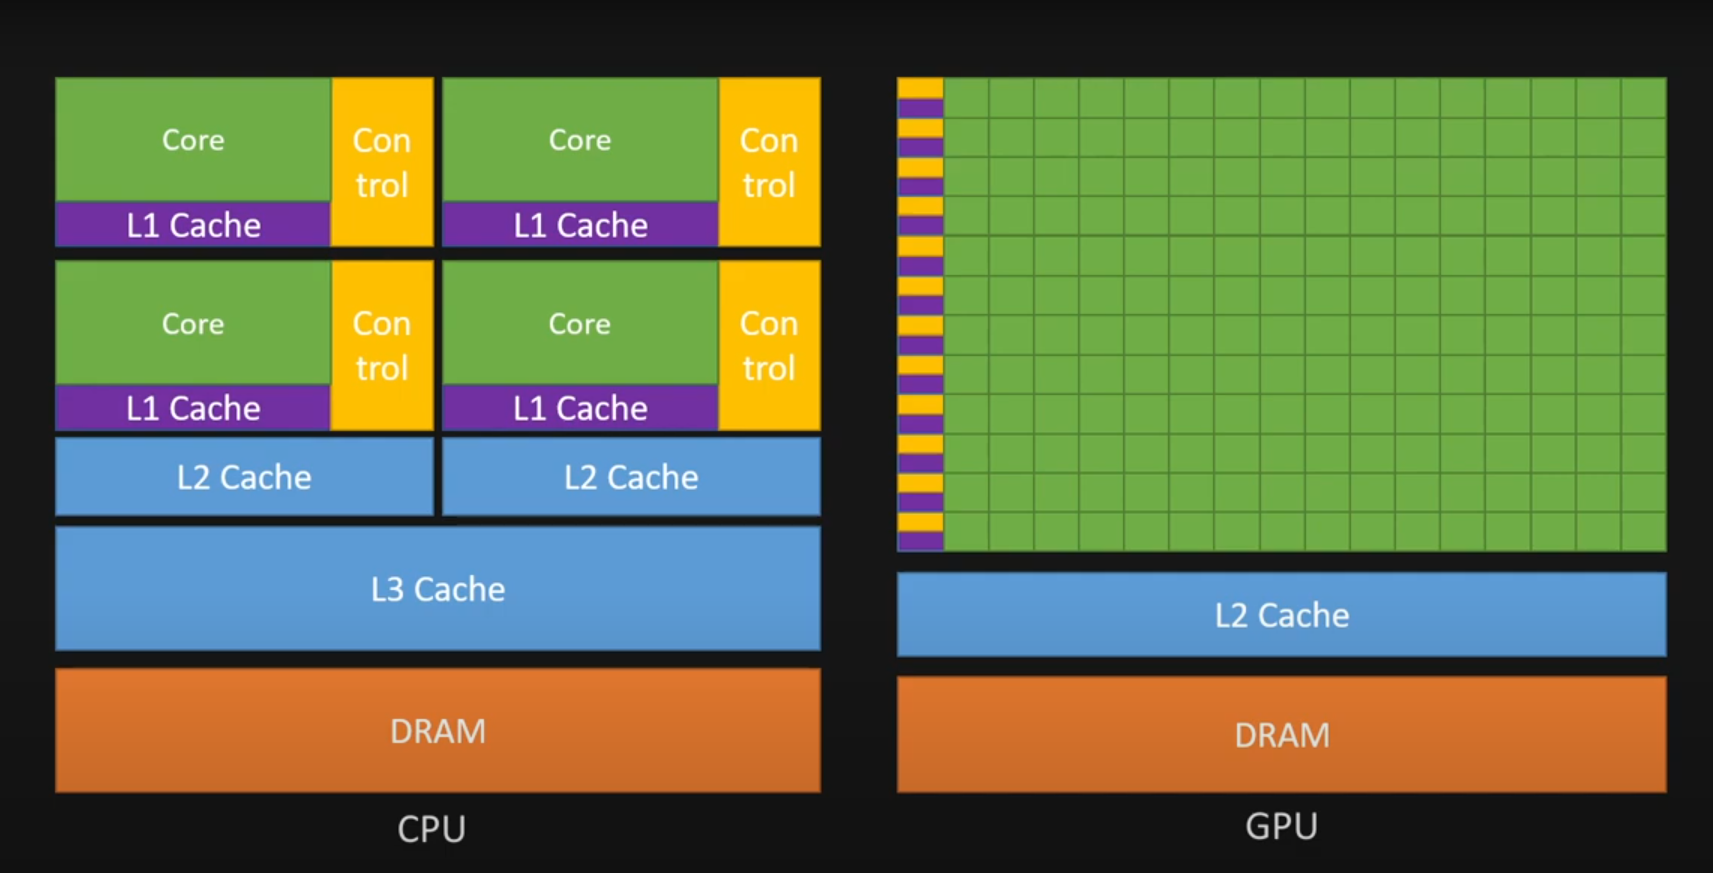 Core
Con
trol
L1 Cache
Core
Con
trol
L1 Cache
Core
Con
trol
L1 Cache
Core
Con
trol
L1 Cache
L2 Cache
L2 Cache
L3 Cache
DRAM
CPU
L2 Cache
DRAM
GPU